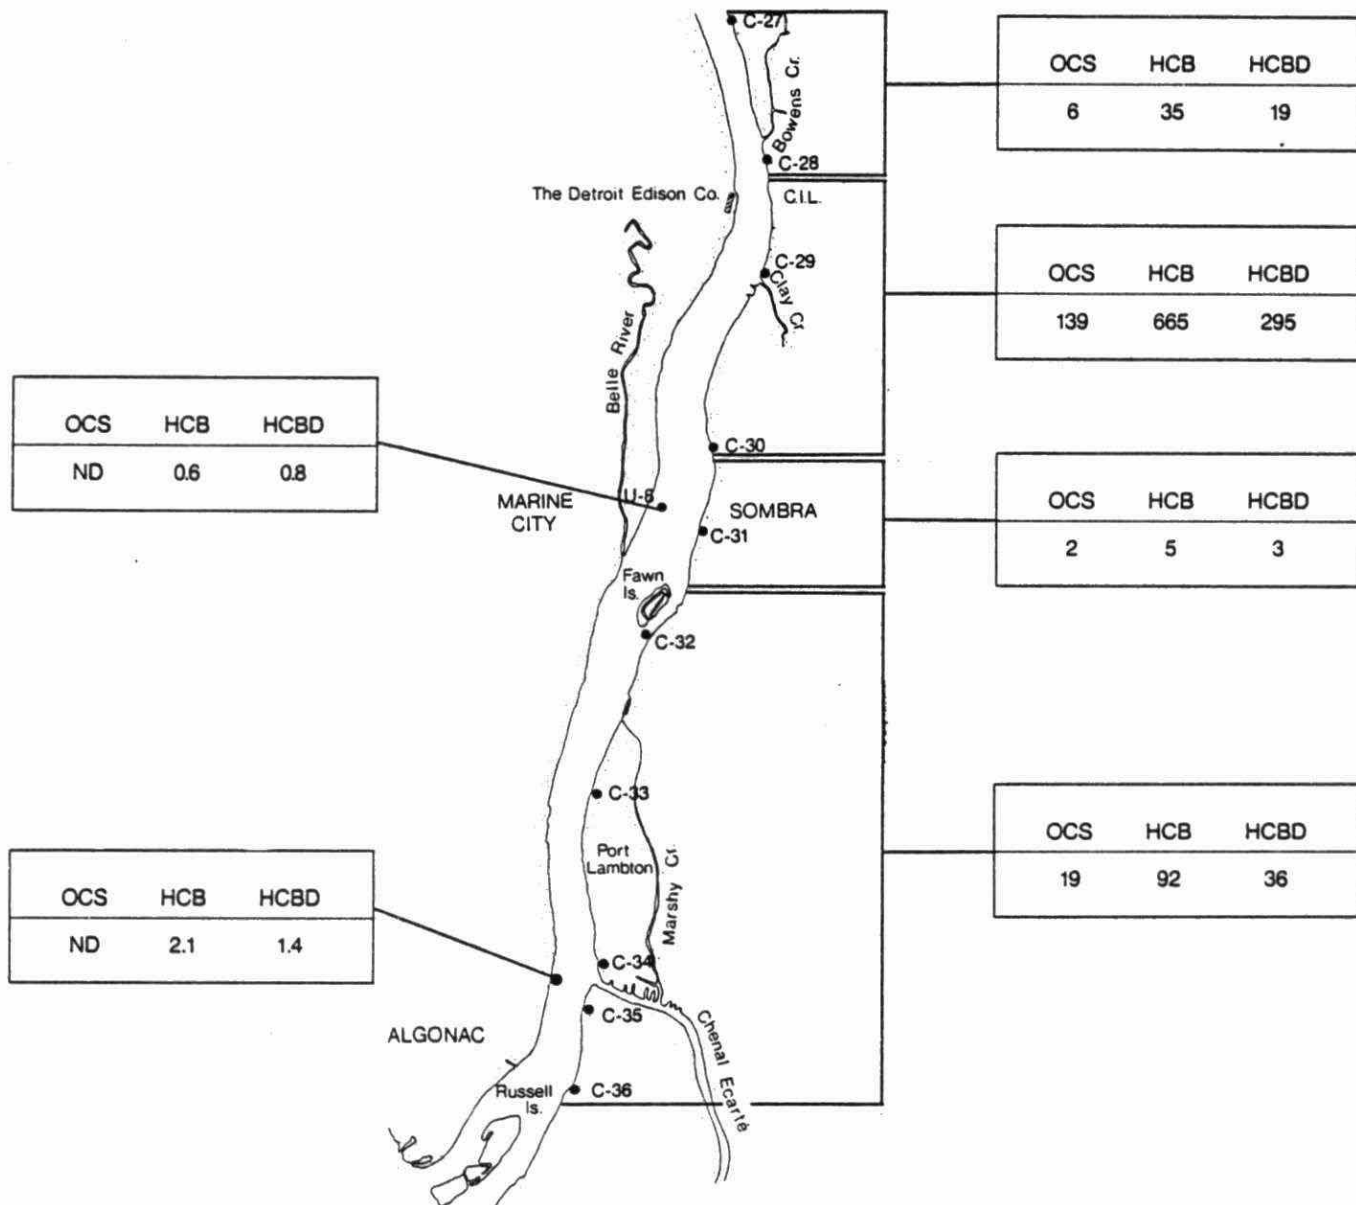 C-27
Bowens Cr.
C-28
OCS HCB HCBD
6 35 19
The Detroit Edison Co.
C.I.L.
C-29
Clay Cr.
OCS HCB HCBD
139 665 295
Belle River
OCS HCB HCBD
ND 0.6 0.8
C-30
MARINE
CITY
U-8
SOMBRA
C-31
OCS HCB HCBD
2 5 3
Fawn
Is.
C-32
C-33
Port
Lambton
Marshy Cr.
OCS HCB HCBD
19 92 36
OCS HCB HCBD
ND 2.1 1.4
C-34
C-35
ALGONAC
Chenal Ecarté
Russell
Is.
C-36